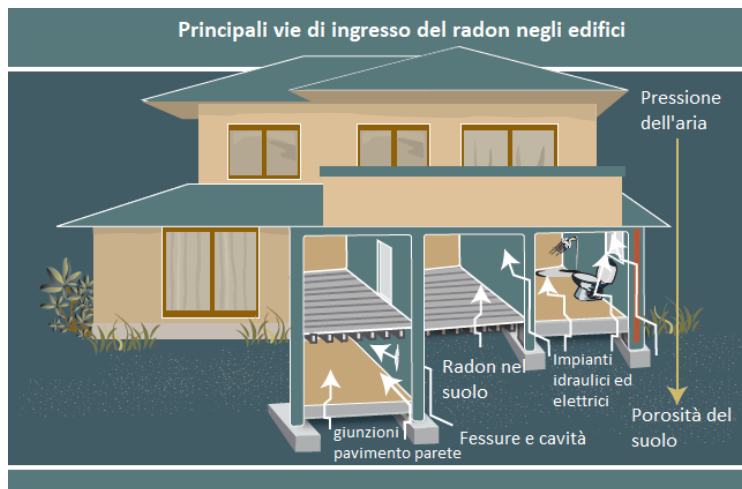 Principali vie di ingresso del radon negli edifici
Pressione
dell'aria
Radon nel
suolo
Impianti
idraulici ed
elettrici
Porosità del
suolo
giunzioni
pavimento parete
Fessure e cavità